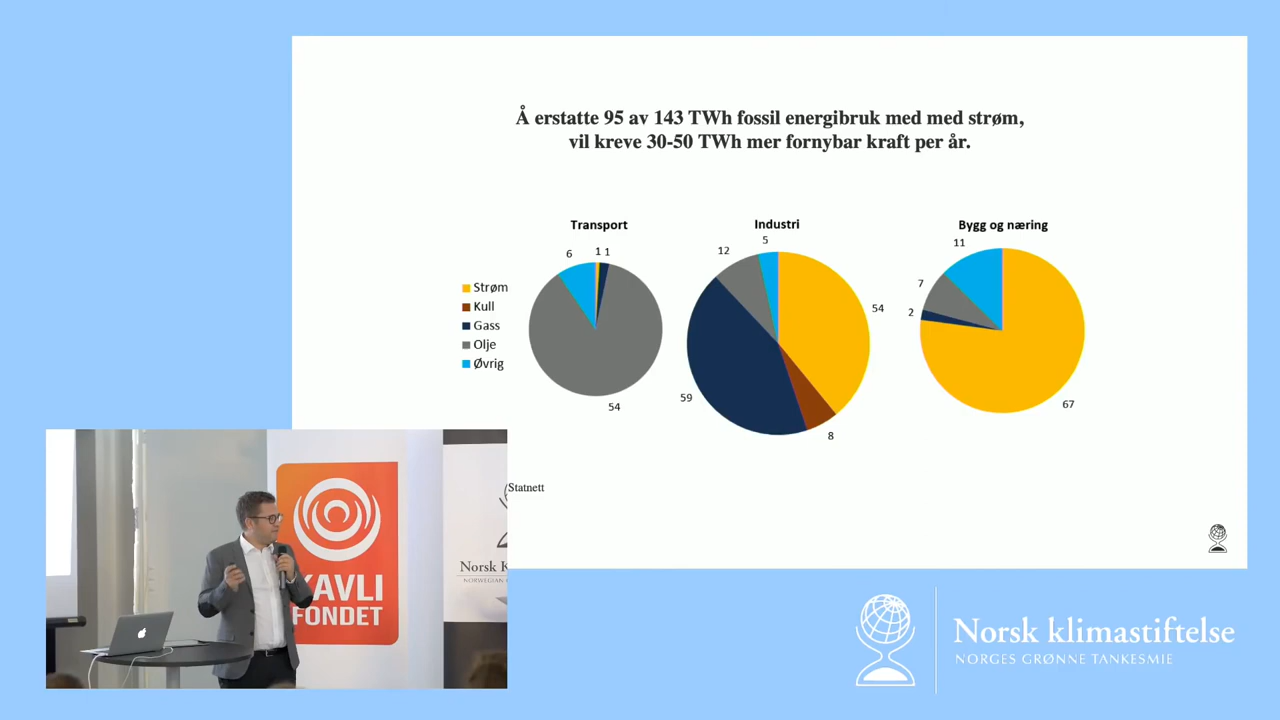 Å erstatte 95 av 143 TWh fossil energibruk med med strøm,
vil kreve 30-50 TWh mer fornybar kraft per år.
Transport
Industri
Bygg og næring
6
1 1
54
12
5
54
59
8
11
7
2
67
Strøm
Kull
Gass
Olje
Øvrig
Statnett
KAVLI
FONDET
Norsk K
NORWEGIAN
Norsk klimastiftelse
NORGES GRØNNE TANKESMIE